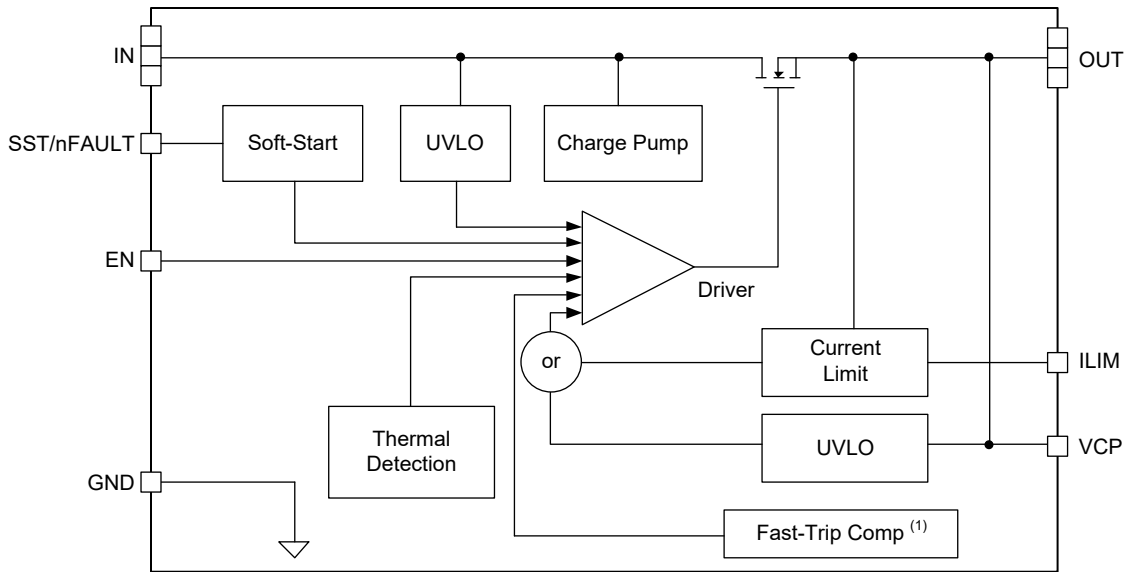 IN
OUT
SST/nFAULT
Soft-Start
UVLO
Charge Pump
EN
Driver
or
Current
Limit
ILIM
Thermal
Detection
UVLO
VCP
GND
Fast-Trip Comp (1)